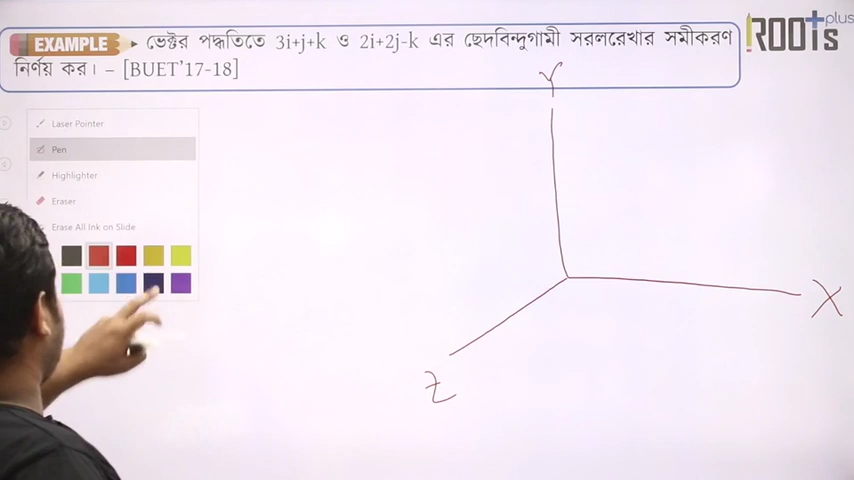 EXAMPLE ভেক্টর পদ্ধতিতে 3i+j+k ও 2i+2j-k এর ছেদবিন্দুগামী সরলরেখার সমীকরণ
নির্ণয় কর। – [BUET'17-18]
ROOts plus
Laser Pointer
Pen
Highlighter
Eraser
Erase All Ink on Slide
Y
X
Z